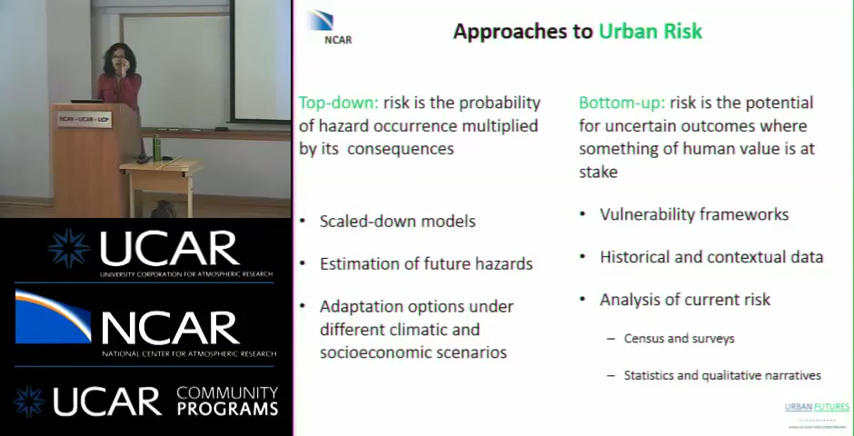 NCAR
Approaches to Urban Risk
Top-down: risk is the probability
of hazard occurrence multiplied
by its consequences
• Scaled-down models
• Estimation of future hazards
• Adaptation options under
different climatic and
socioeconomic scenarios
Bottom-up: risk is the potential
for uncertain outcomes where
something of human value is at
stake
• Vulnerability frameworks
• Historical and contextual data
• Analysis of current risk
– Census and surveys
– Statistics and qualitative narratives
URBAN FUTURES
NCAR - UCAR - UCP
UCAR
UNIVERSITY CORPORATION FOR ATMOSPHERIC RESEARCH
NCAR
NATIONAL CENTER FOR ATMOSPHERIC RESEARCH
UCAR COMMUNITY
PROGRAMS